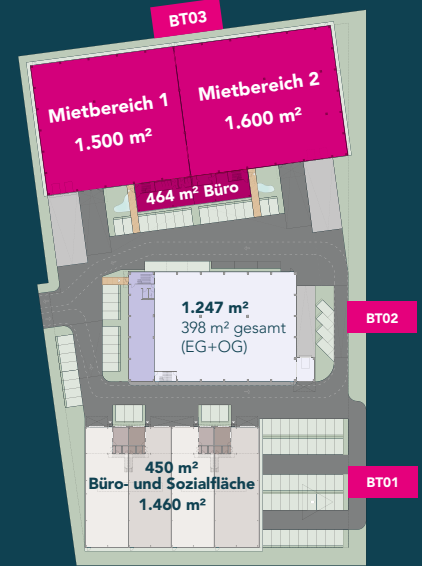 BT03
Mietbereich 1
1.500 m²
Mietbereich 2
1.600 m²
464 m² Büro
1.247 m²
398 m² gesamt
(EG+OG)
BT02
450 m²
Büro- und Sozialfläche
1.460 m²
BT01